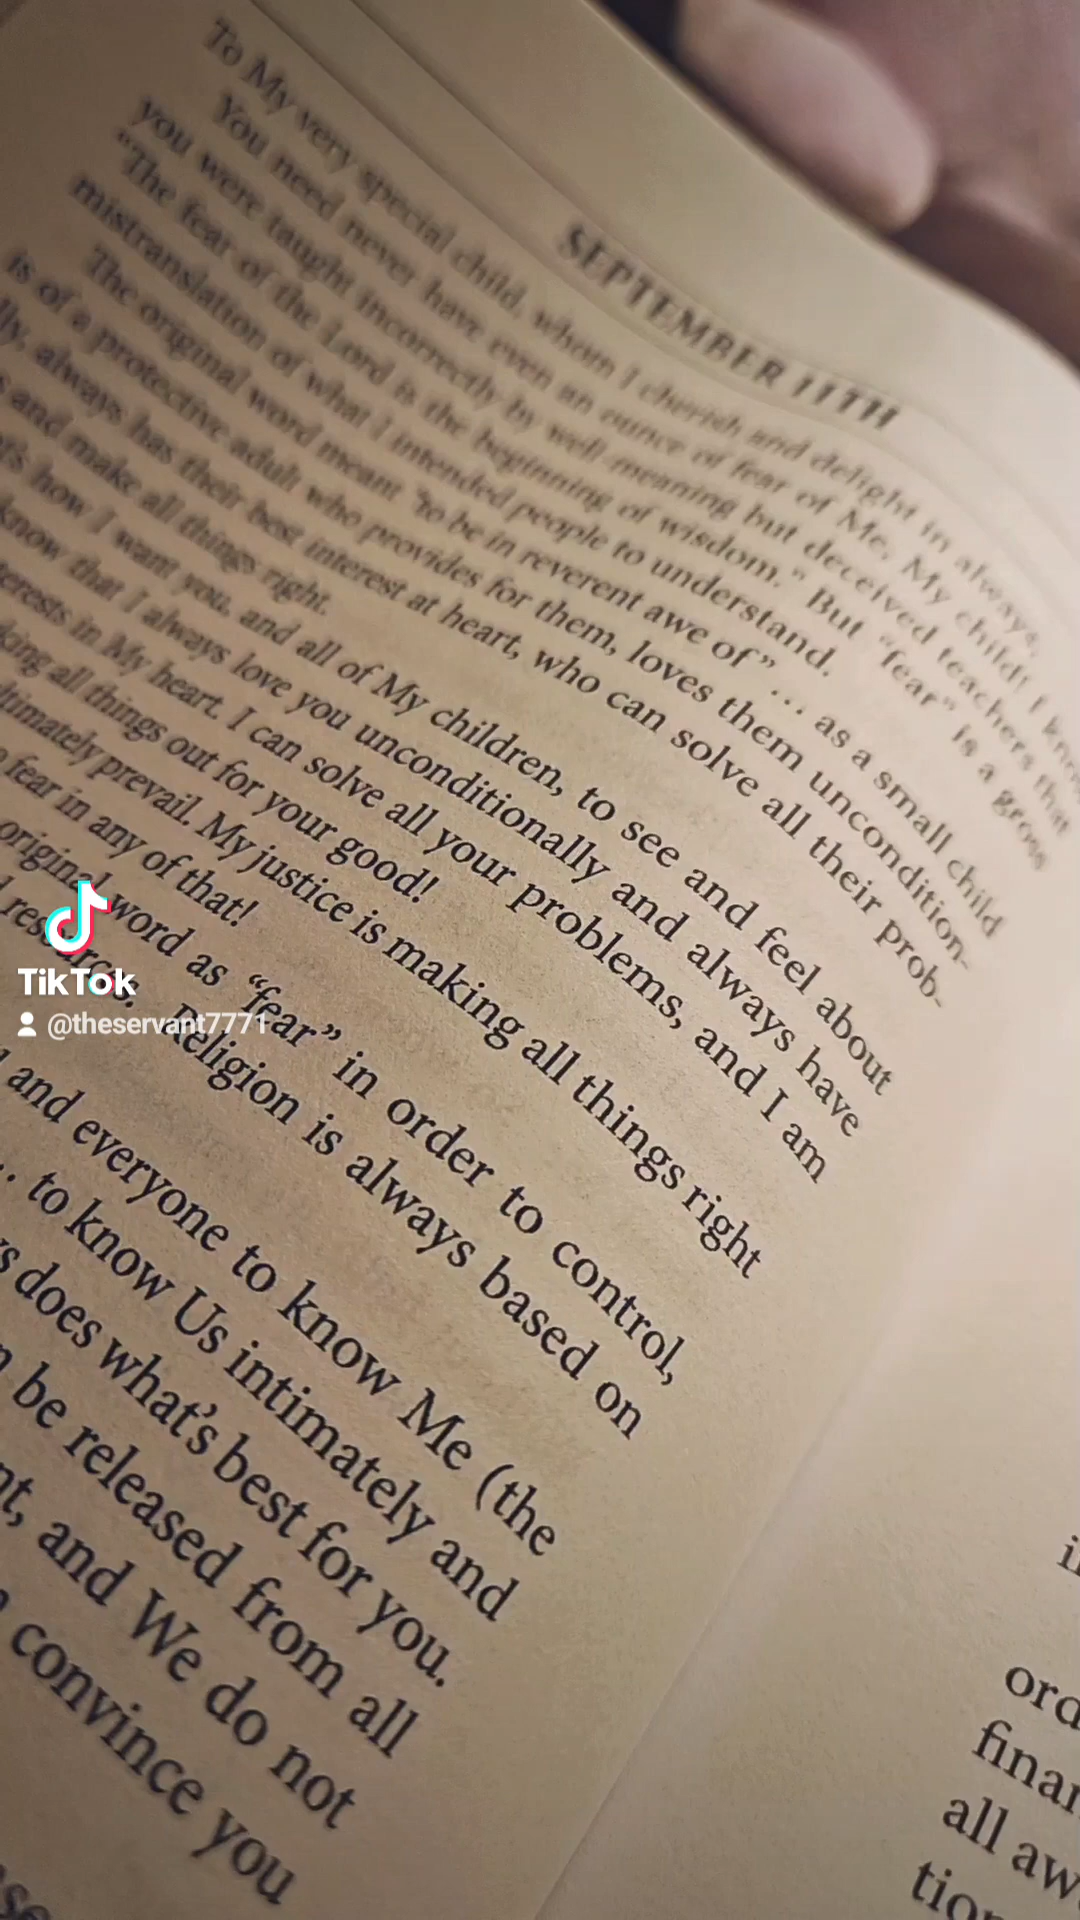 SEPTEMBER 11TH
To My very special child, whom I cherish and delight in always,
You need never have even an ounce of fear of Me, My child! I know
you were taught incorrectly by well-meaning but deceived teachers that
“The fear of the Lord is the beginning of wisdom.” But “fear” is a gross
mistranslation of what I intended people to understand.
The original word meant “to be in reverent awe of” … as a small child
is of a protective adult who provides for them, loves them uncondition-
lly, always has their best interest at heart, who can solve all their prob-
s and make all things right.
t's how I want you, and all of My children, to see and feel about
know that I always love you unconditionally and always have
terests in My heart. I can solve all your problems, and I am
king all things out for your good!
ltimately prevail. My justice is making all things right
fear in any of that!
original word as “fear” in order to control,
Religion is always based on
and everyone to know Me (the
… to know Us intimately and
s does what's best for you.
be released from all
nt, and We do not
convince you
ord
finan
all aw
tion
TikTok
@theservant7771